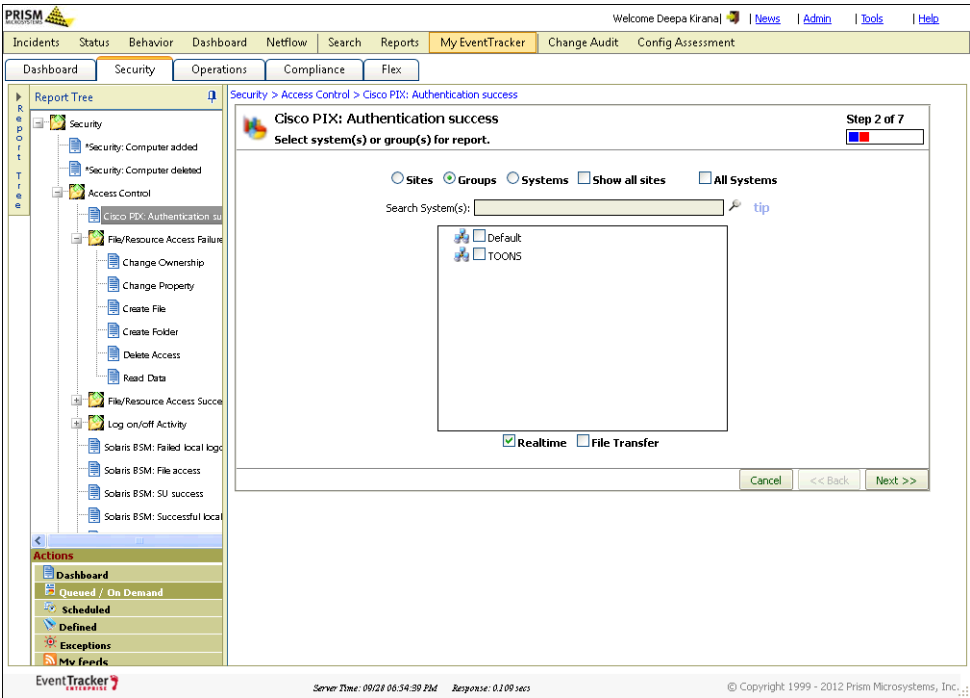 PRISM
MICROSYSTEMS
Welcome Deepa Kirana| | News | Admin | Tools | Help
Incidents Status Behavior Dashboard Netflow Search Reports My EventTracker Change Audit Config Assessment
Dashboard Security Operations Compliance Flex
Report Tree
Report Tree
Security
*Security: Computer added
*Security: Computer deleted
Access Control
Cisco PIX: Authentication su
File/Resource Access Failure
Change Ownership
Change Property
Create File
Create Folder
Delete Access
Read Data
File/Resource Access Succe
Log on/off Activity
Solaris BSM: Failed local logo
Solaris BSM: File access
Solaris BSM: SU success
Solaris BSM: Successful local
Actions
Dashboard
Queued / On Demand
Scheduled
Defined
Exceptions
My feeds
Security > Access Control > Cisco PIX: Authentication success
Cisco PIX: Authentication success
Select system(s) or group(s) for report.
Step 2 of 7
Sites Groups Systems Show all sites All Systems
Search System(s): tip
Default
TOONS
Realtime File Transfer
Cancel << Back Next >>
EventTracker
ENTERPRISE
Server Time: 09/28 06:54:39 PM Response: 0.109 secs
© Copyright 1999 - 2012 Prism Microsystems, Inc.